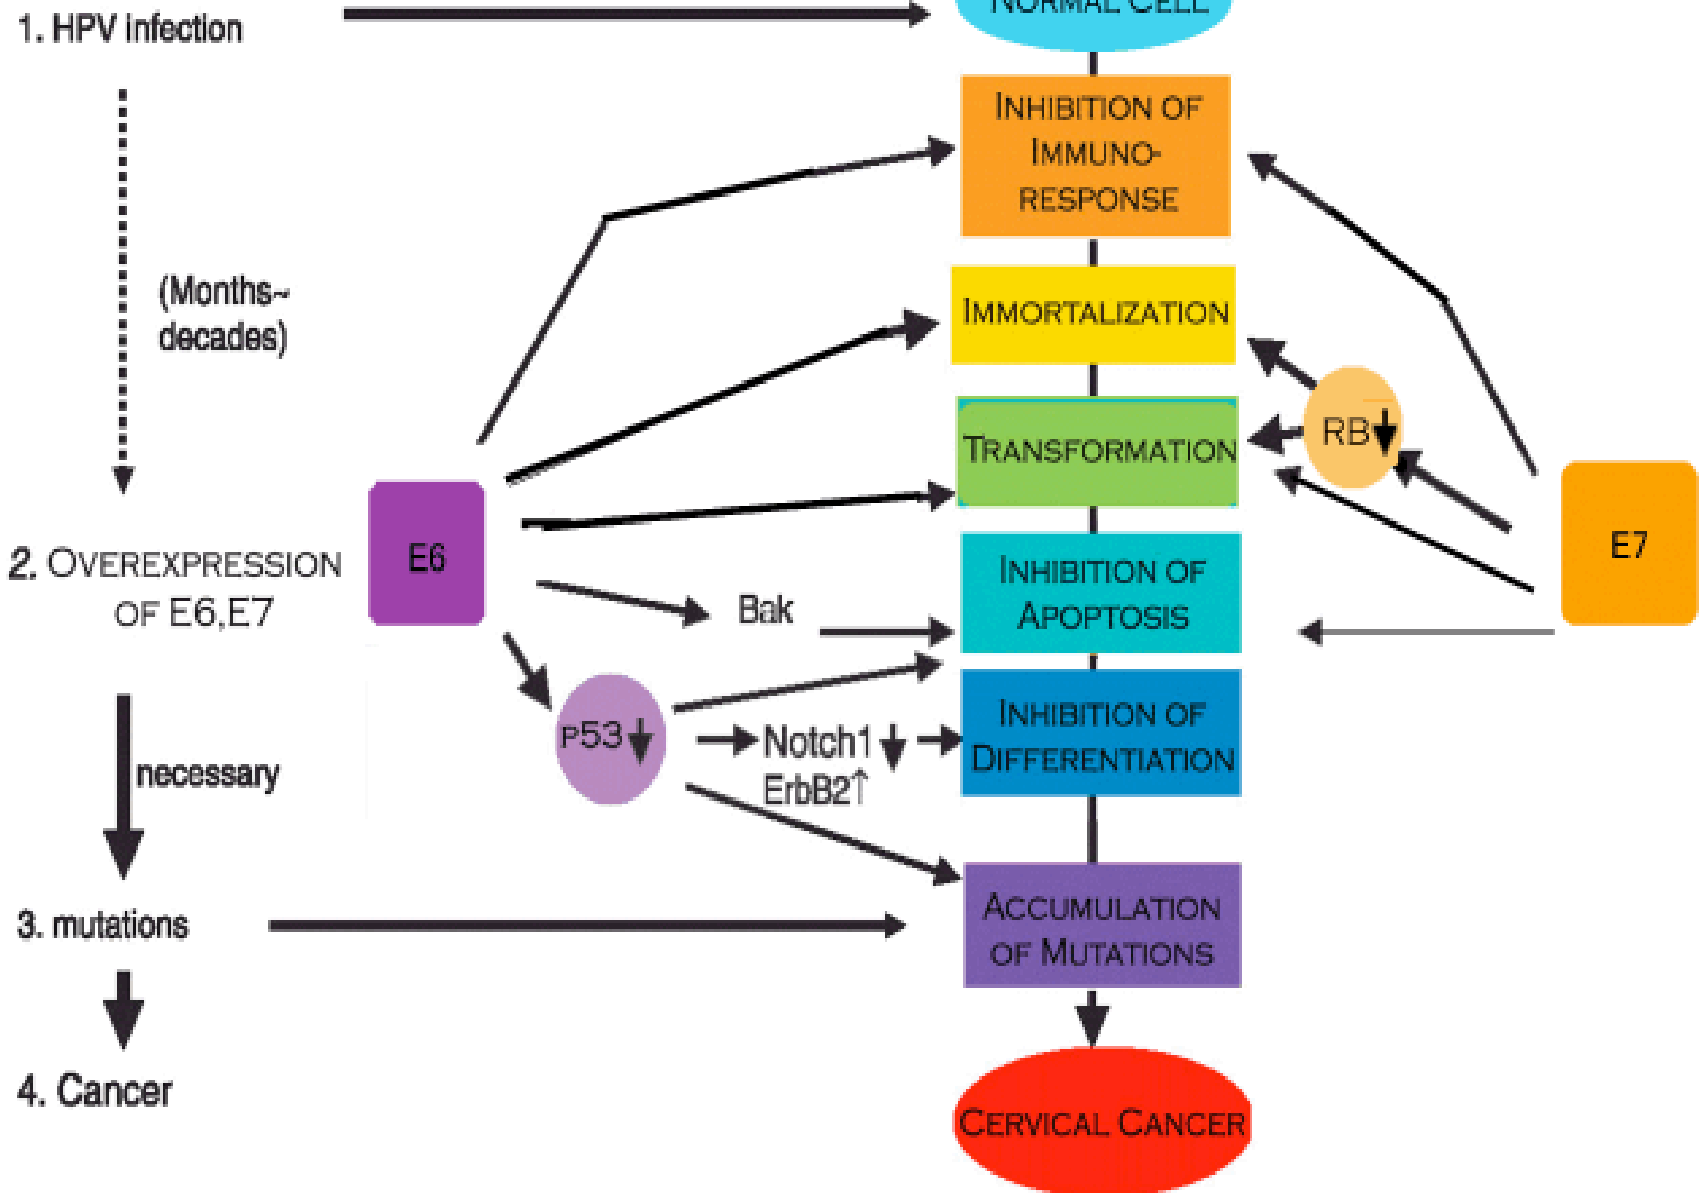 NORMAL CELL
1. HPV infection
INHIBITION OF
IMMUNO-
RESPONSE
(Months~
decades)
IMMORTALIZATION
TRANSFORMATION
RB↓
E6
E7
2. OVEREXPRESSION
OF E6,E7
INHIBITION OF
APOPTOSIS
Bak
P53↓
Notch1↓
ErbB2↑
INHIBITION OF
DIFFERENTIATION
necessary
3. mutations
ACCUMULATION
OF MUTATIONS
4. Cancer
CERVICAL CANCER